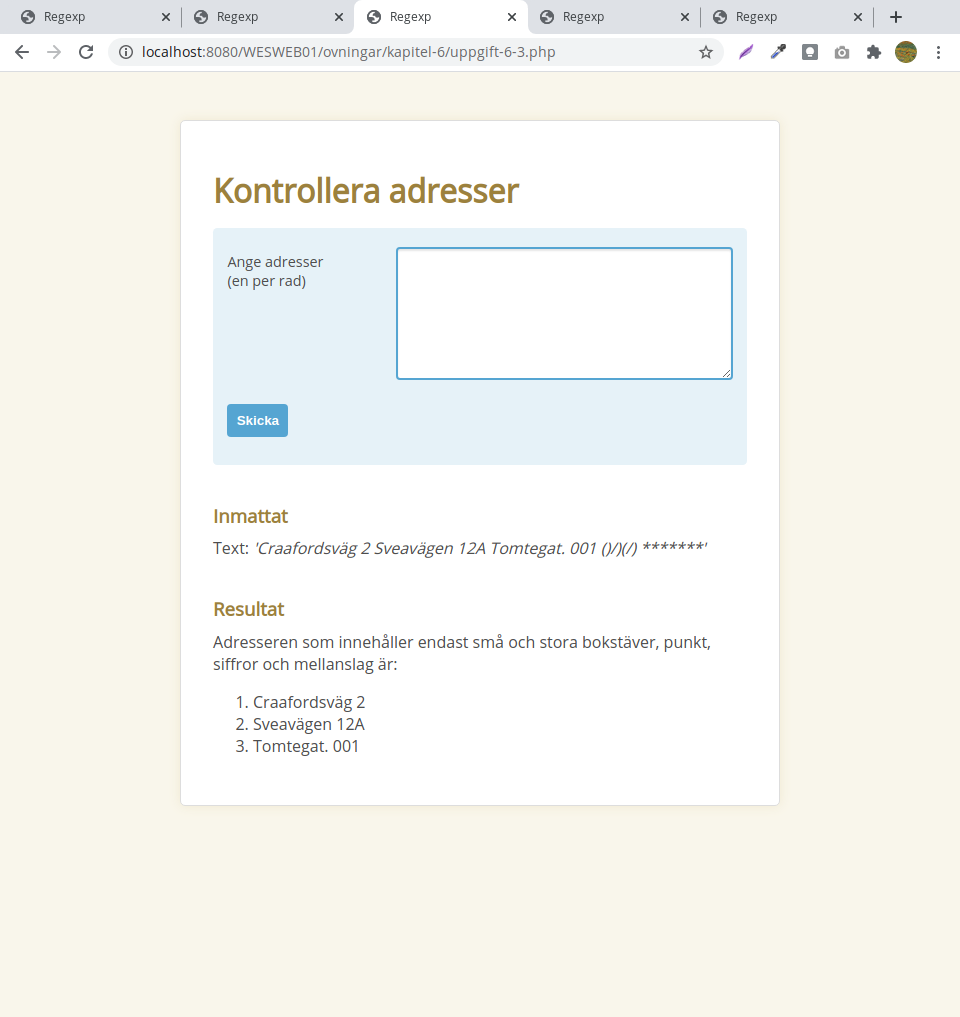 Regexp Regexp Regexp Regexp Regexp
localhost:8080/WESWEB01/ovningar/kapitel-6/uppgift-6-3.php
Kontrollera adresser
Ange adresser
(en per rad)
Skicka
Inmattat
Text: 'Craafordsväg 2 Sveavägen 12A Tomtegat. 001 ()/)(/) *******'
Resultat
Adresseren som innehåller endast små och stora bokstäver, punkt,
siffror och mellanslag är:
1. Craafordsväg 2
2. Sveavägen 12A
3. Tomtegat. 001